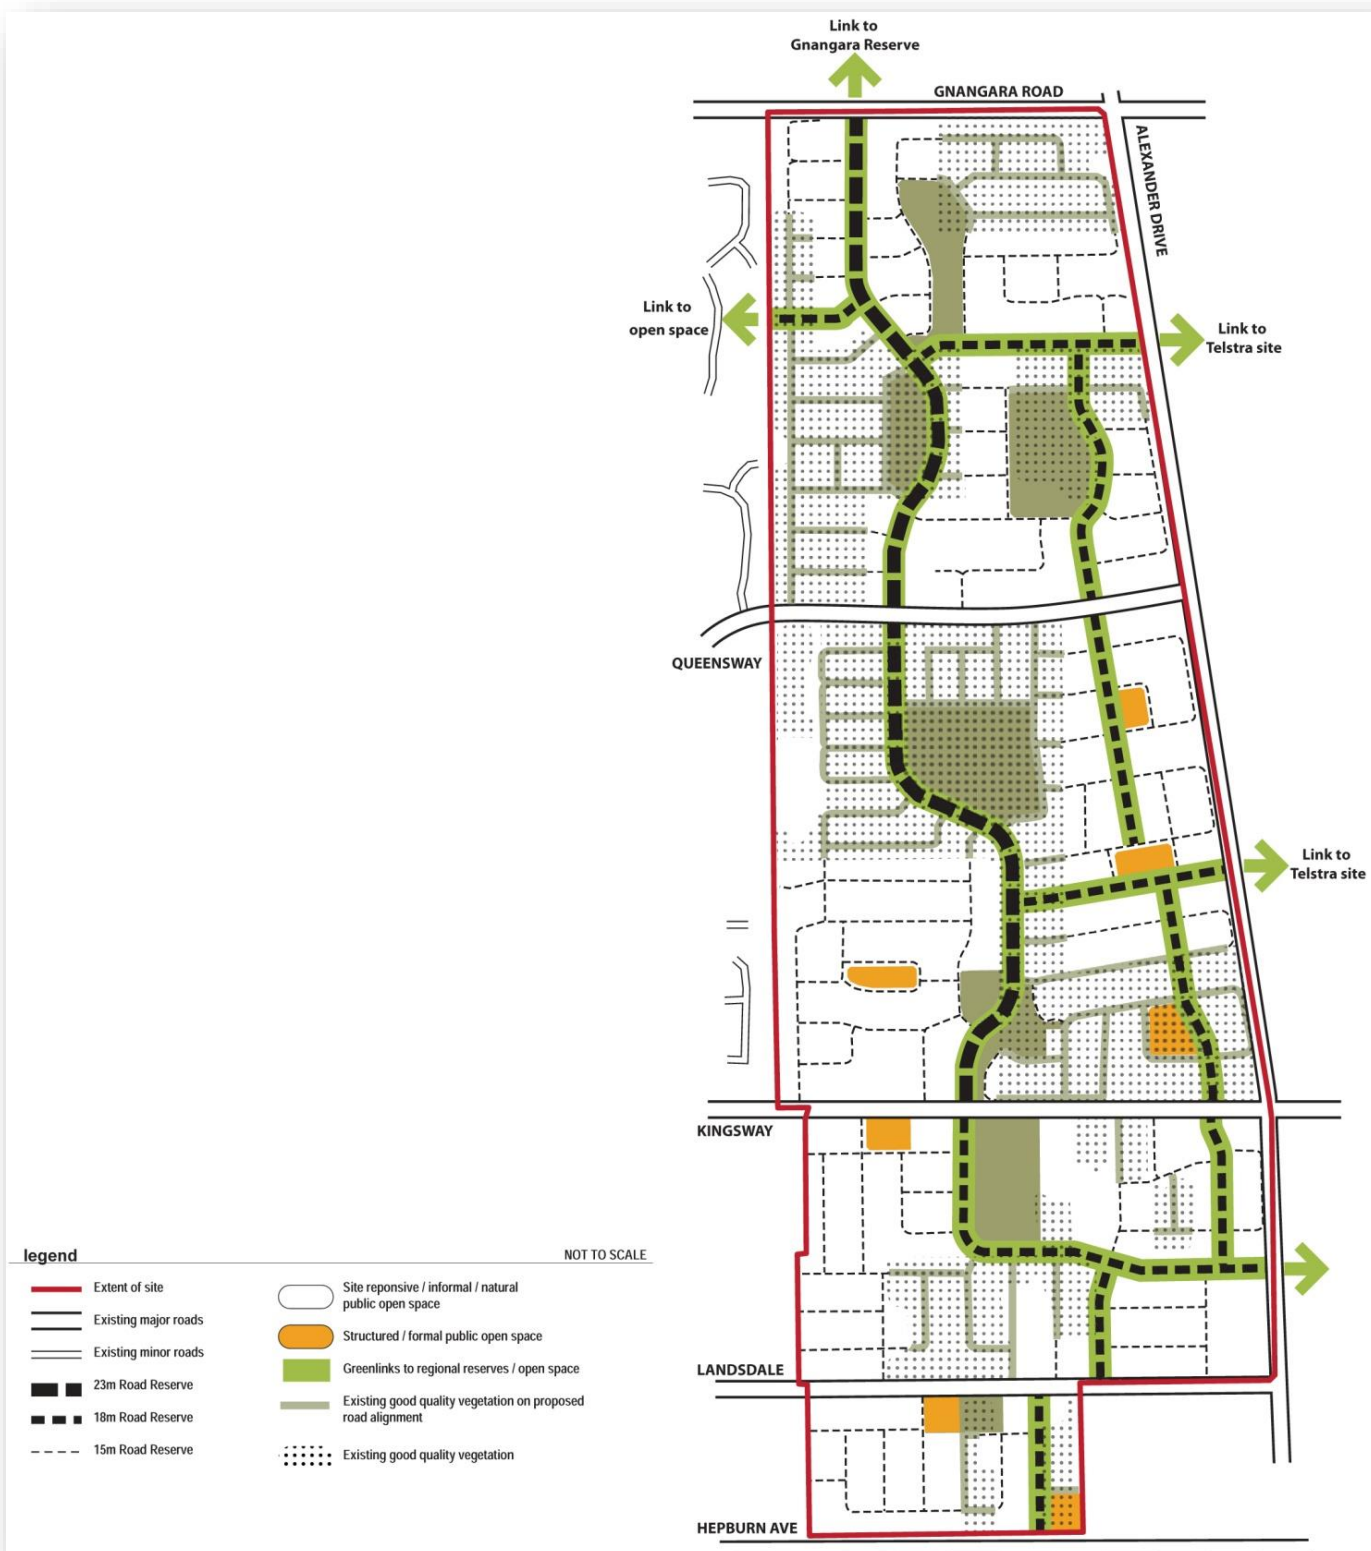 Link to
Gnangara Reserve
GNANGARA ROAD
ALEXANDER DRIVE
Link to
open space
Link to
Telstra site
QUEENSWAY
Link to
Telstra site
KINGSWAY
LANDSDALE
HEPBURN AVE
legend
NOT TO SCALE
Extent of site
Existing major roads
Existing minor roads
23m Road Reserve
18m Road Reserve
15m Road Reserve
Site reponsive / informal / natural
public open space
Structured / formal public open space
Greenlinks to regional reserves / open space
Existing good quality vegetation on proposed
road alignment
Existing good quality vegetation